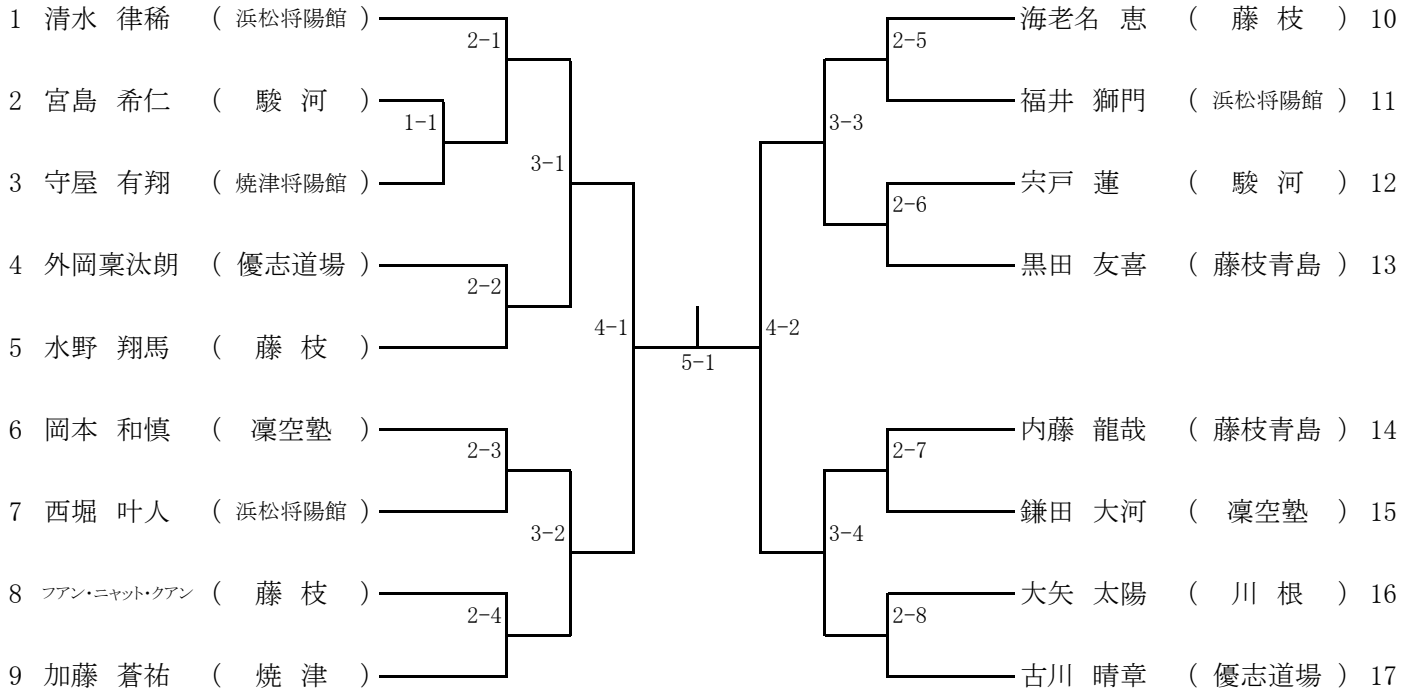 1 清水 律稀 ( 浜松将陽館 )
2-1
2 宮島 希仁 ( 駿 河 )
1-1
3 守屋 有翔 ( 焼津将陽館 )
3-1
4 外岡稟汰朗 ( 優志道場 )
2-2
5 水野 翔馬 ( 藤 枝 )
4-1
6 岡本 和慎 ( 凜空塾 )
2-3
7 西堀 叶人 ( 浜松将陽館 )
3-2
8 フアン・ニャット・クアン ( 藤 枝 )
2-4
9 加藤 蒼祐 ( 焼 津 )
5-1
海老名 恵 ( 藤 枝 ) 10
2-5
福井 獅門 ( 浜松将陽館 ) 11
3-3
宍戸 蓮 ( 駿 河 ) 12
2-6
黒田 友喜 ( 藤枝青島 ) 13
4-2
内藤 龍哉 ( 藤枝青島 ) 14
2-7
鎌田 大河 ( 凜空塾 ) 15
3-4
大矢 太陽 ( 川 根 ) 16
2-8
古川 晴章 ( 優志道場 ) 17